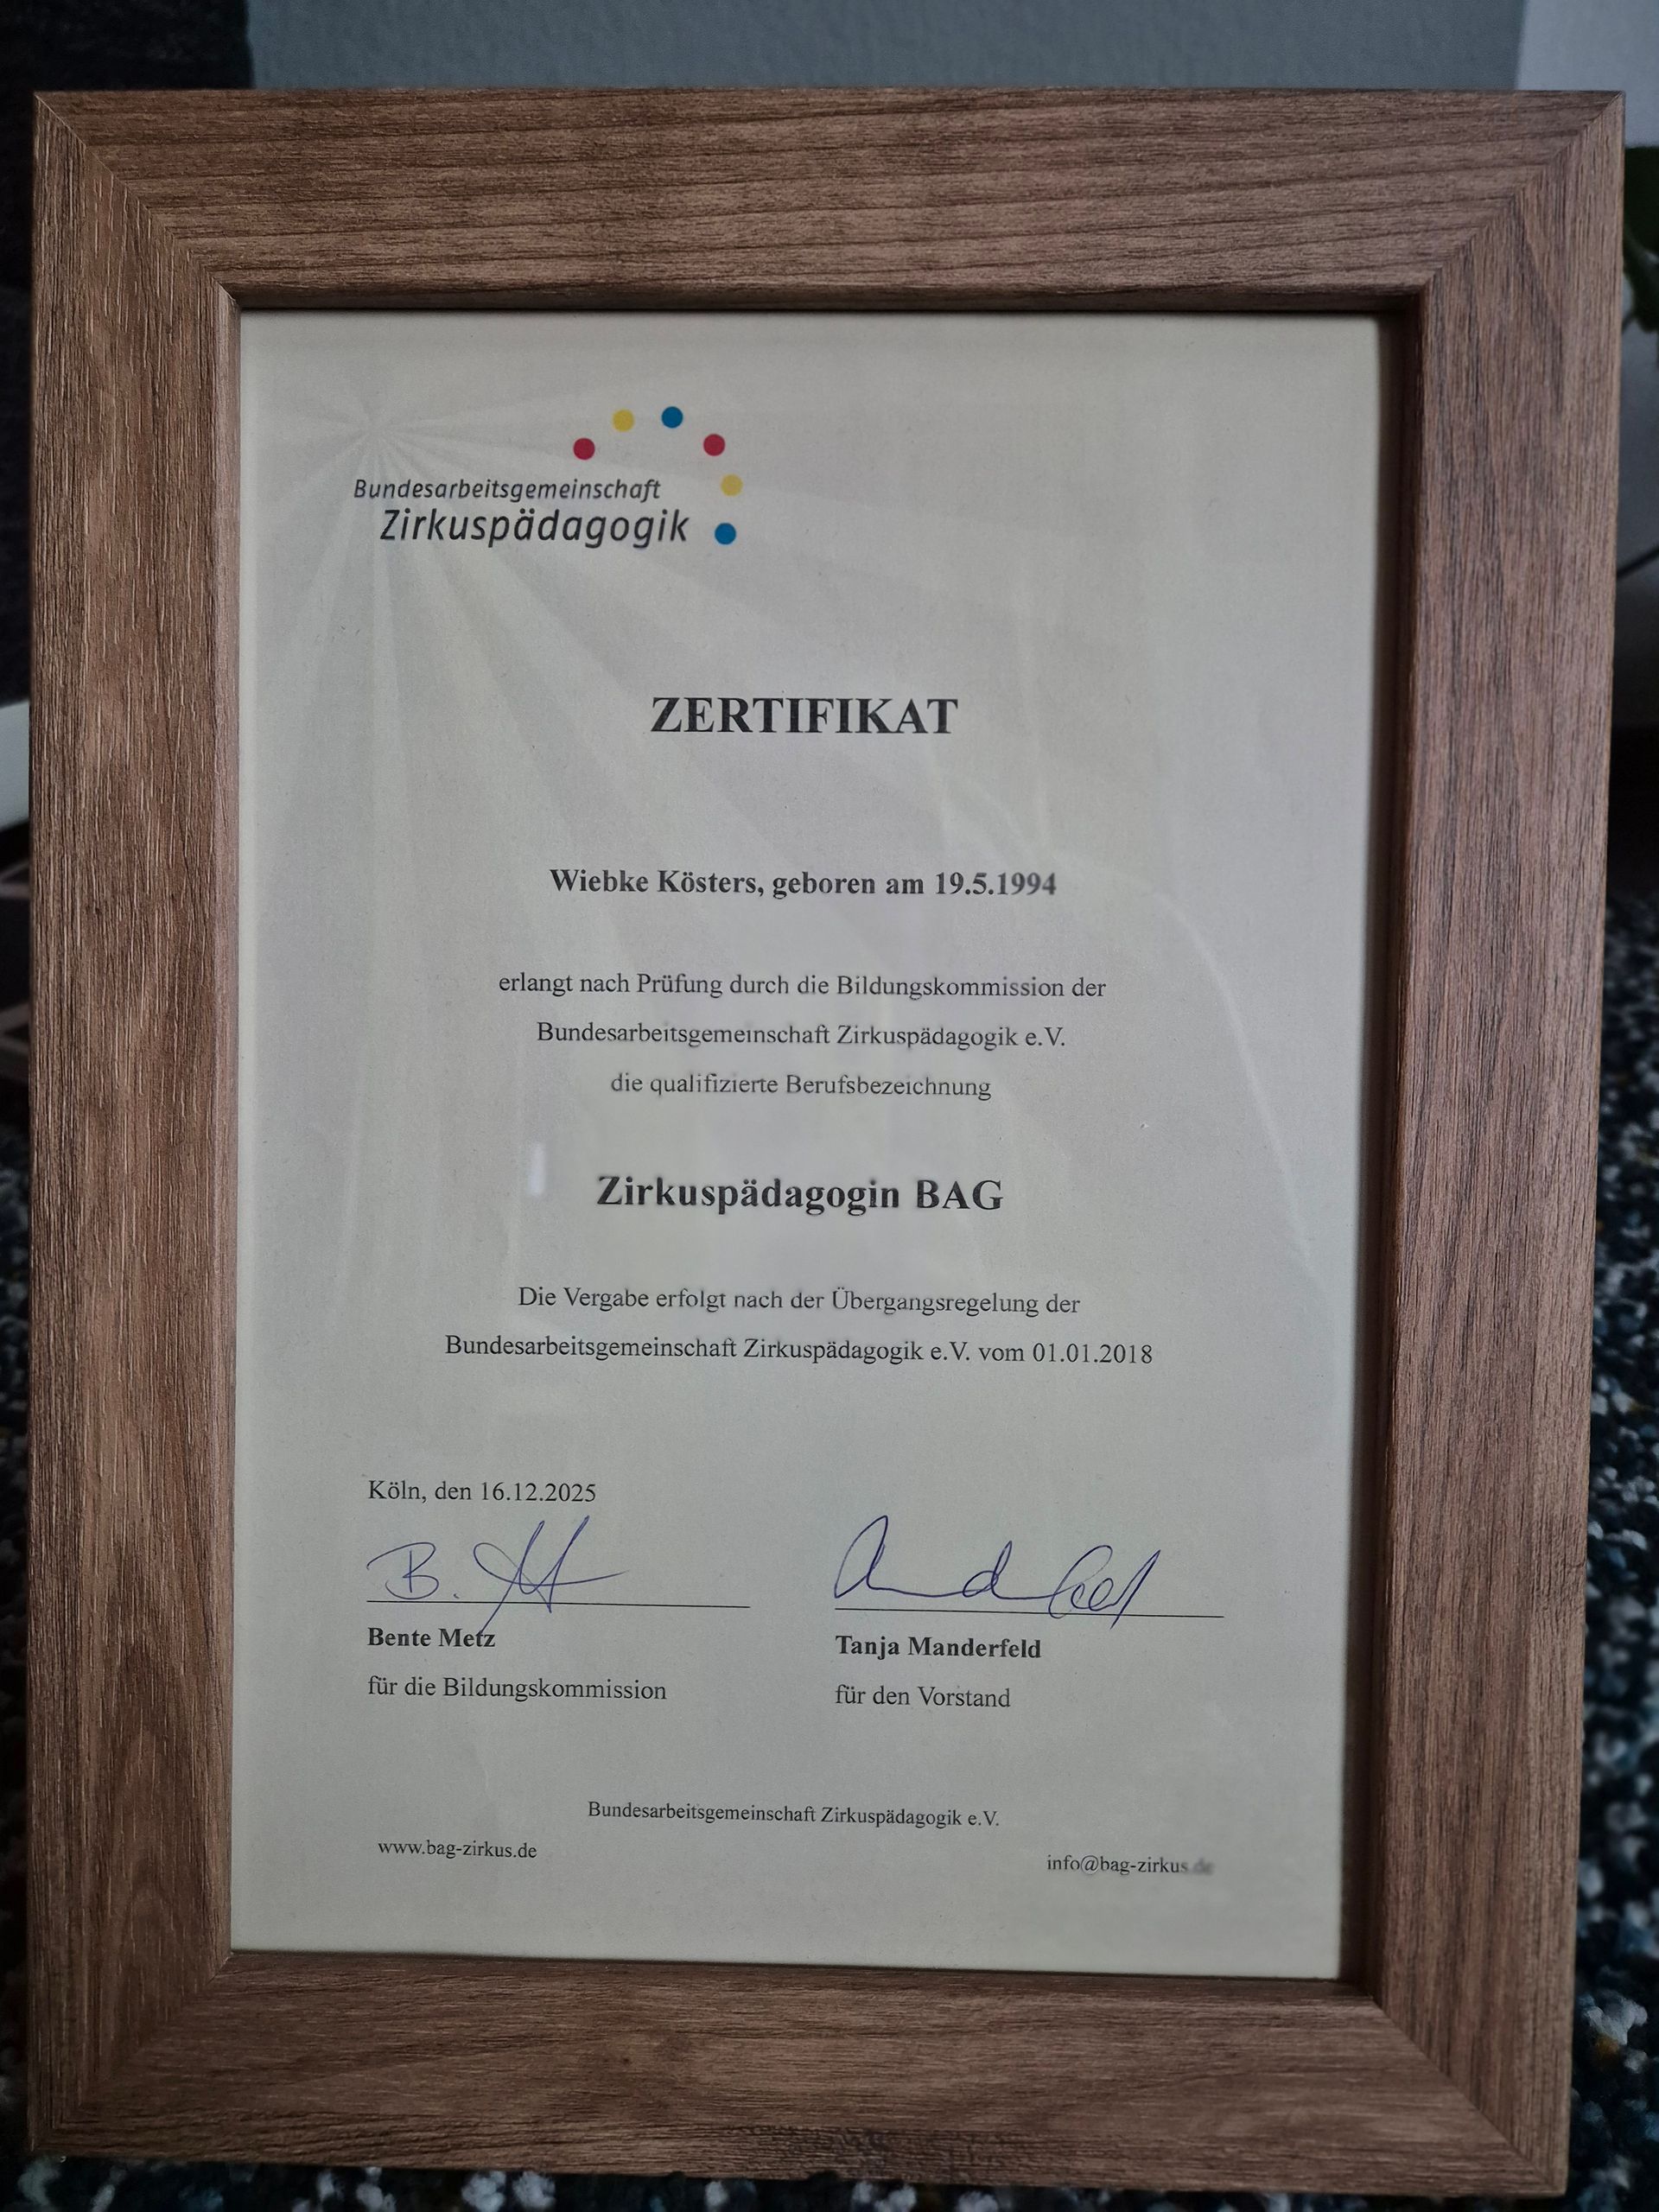 Bundesarbeitsgemeinschaft
Zirkuspädagogik
ZERTIFIKAT
Wiebke Kösters, geboren am 19.5.1994
erlangt nach Prüfung durch die Bildungskommission der
Bundesarbeitsgemeinschaft Zirkuspädagogik e.V.
die qualifizierte Berufsbezeichnung
Zirkuspädagogin BAG
Die Vergabe erfolgt nach der Übergangsregelung der
Bundesarbeitsgemeinschaft Zirkuspädagogik e.V. vom 01.01.2018
Köln, den 16.12.2025
Bente Metz
für die Bildungskommission
Tanja Manderfeld
für den Vorstand
Bundesarbeitsgemeinschaft Zirkuspädagogik e.V.
www.bag-zirkus.de
info@bag-zirkus.de